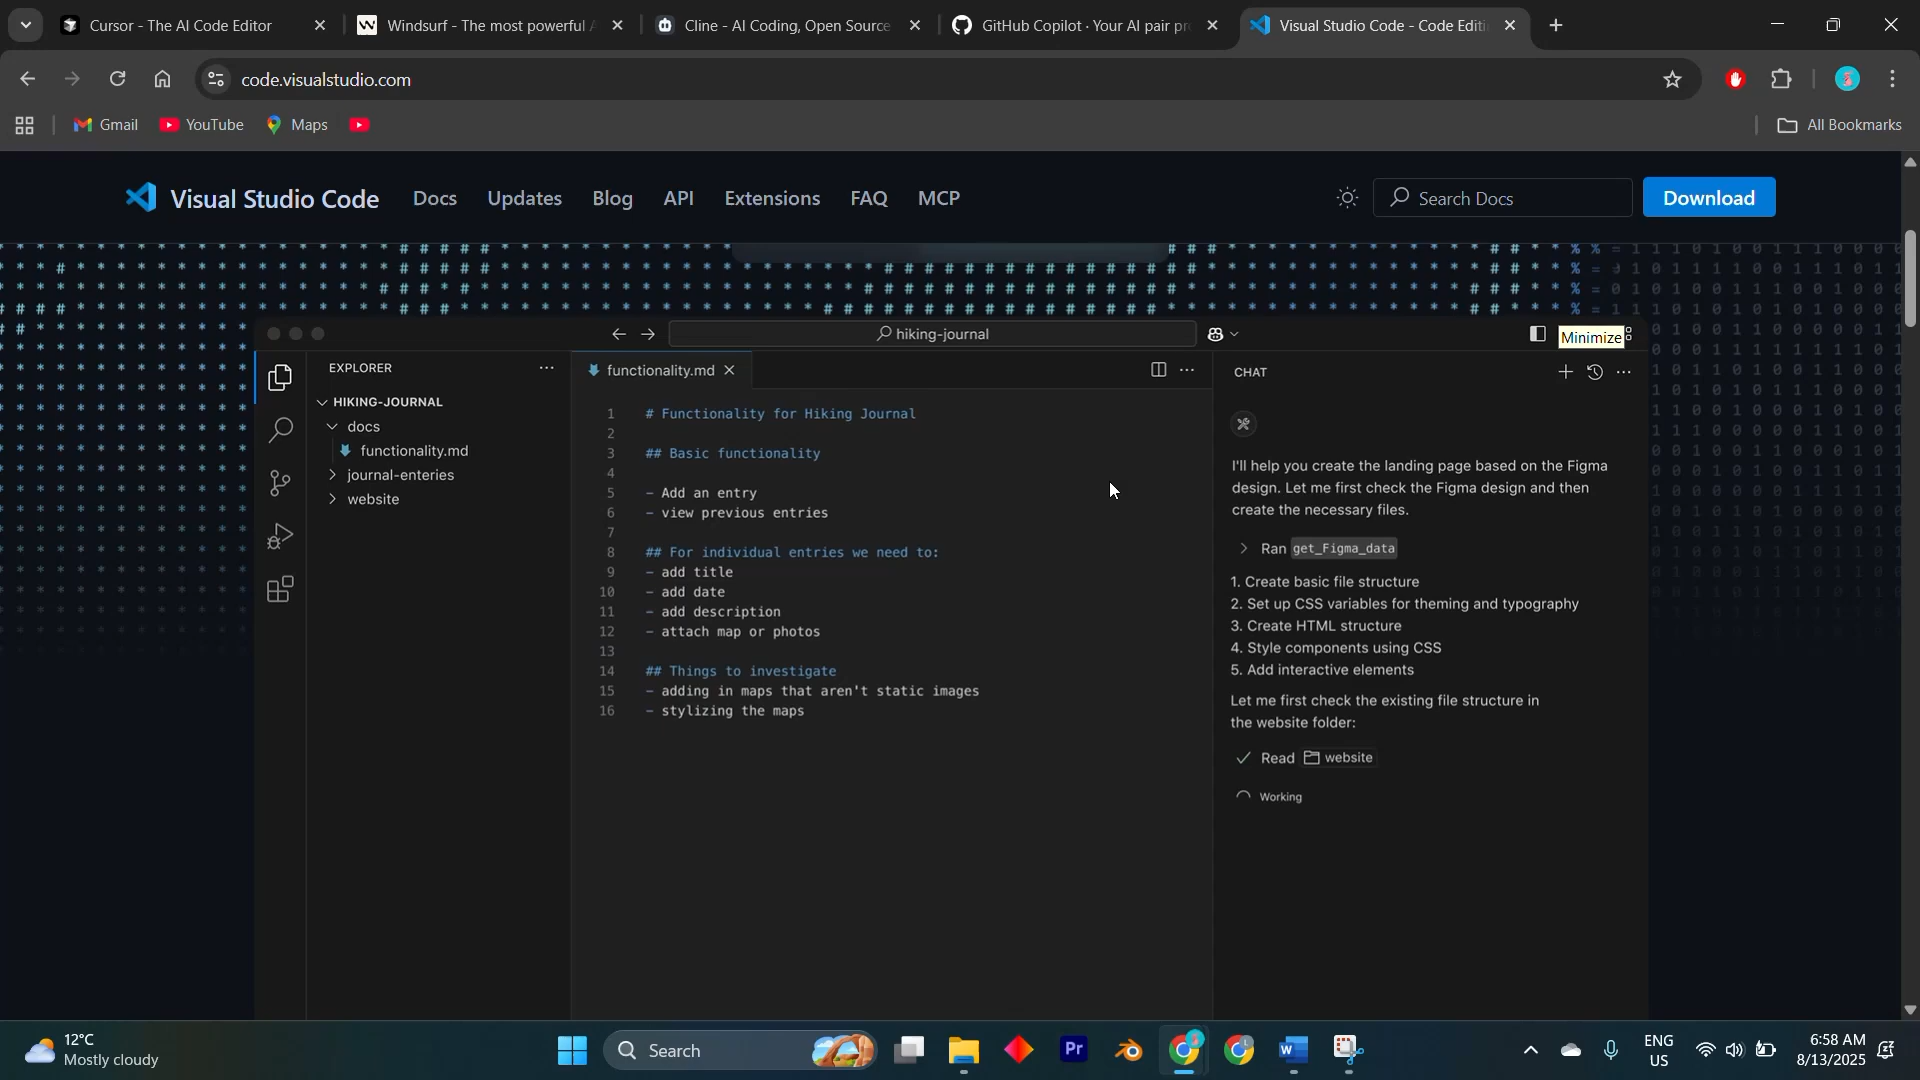 Cursor - The AI Code Editor
Windsurf - The most powerful A
Cline - AI Coding, Open Source
GitHub Copilot · Your AI pair pr
Visual Studio Code - Code Editi
code.visualstudio.com
Gmail
YouTube
Maps
All Bookmarks
Visual Studio Code
Docs
Updates
Blog
API
Extensions
FAQ
MCP
Search Docs
Download
hiking-journal
Minimize
EXPLORER
HIKING-JOURNAL
docs
functionality.md
journal-enteries
website
functionality.md
1 # Functionality for Hiking Journal
2
3 ## Basic functionality
4
5 - Add an entry
6 - view previous entries
7
8 ## For individual entries we need to:
9 - add title
10 - add date
11 - add description
12 - attach map or photos
13
14 ## Things to investigate
15 - adding in maps that aren't static images
16 - stylizing the maps
CHAT
I'll help you create the landing page based on the Figma
design. Let me first check the Figma design and then
create the necessary files.
Ran get_Figma_data
1. Create basic file structure
2. Set up CSS variables for theming and typography
3. Create HTML structure
4. Style components using CSS
5. Add interactive elements
Let me first check the existing file structure in
the website folder:
Read website
Working
12°C
Mostly cloudy
Search
Pr
ENG
US
6:58 AM
8/13/2025